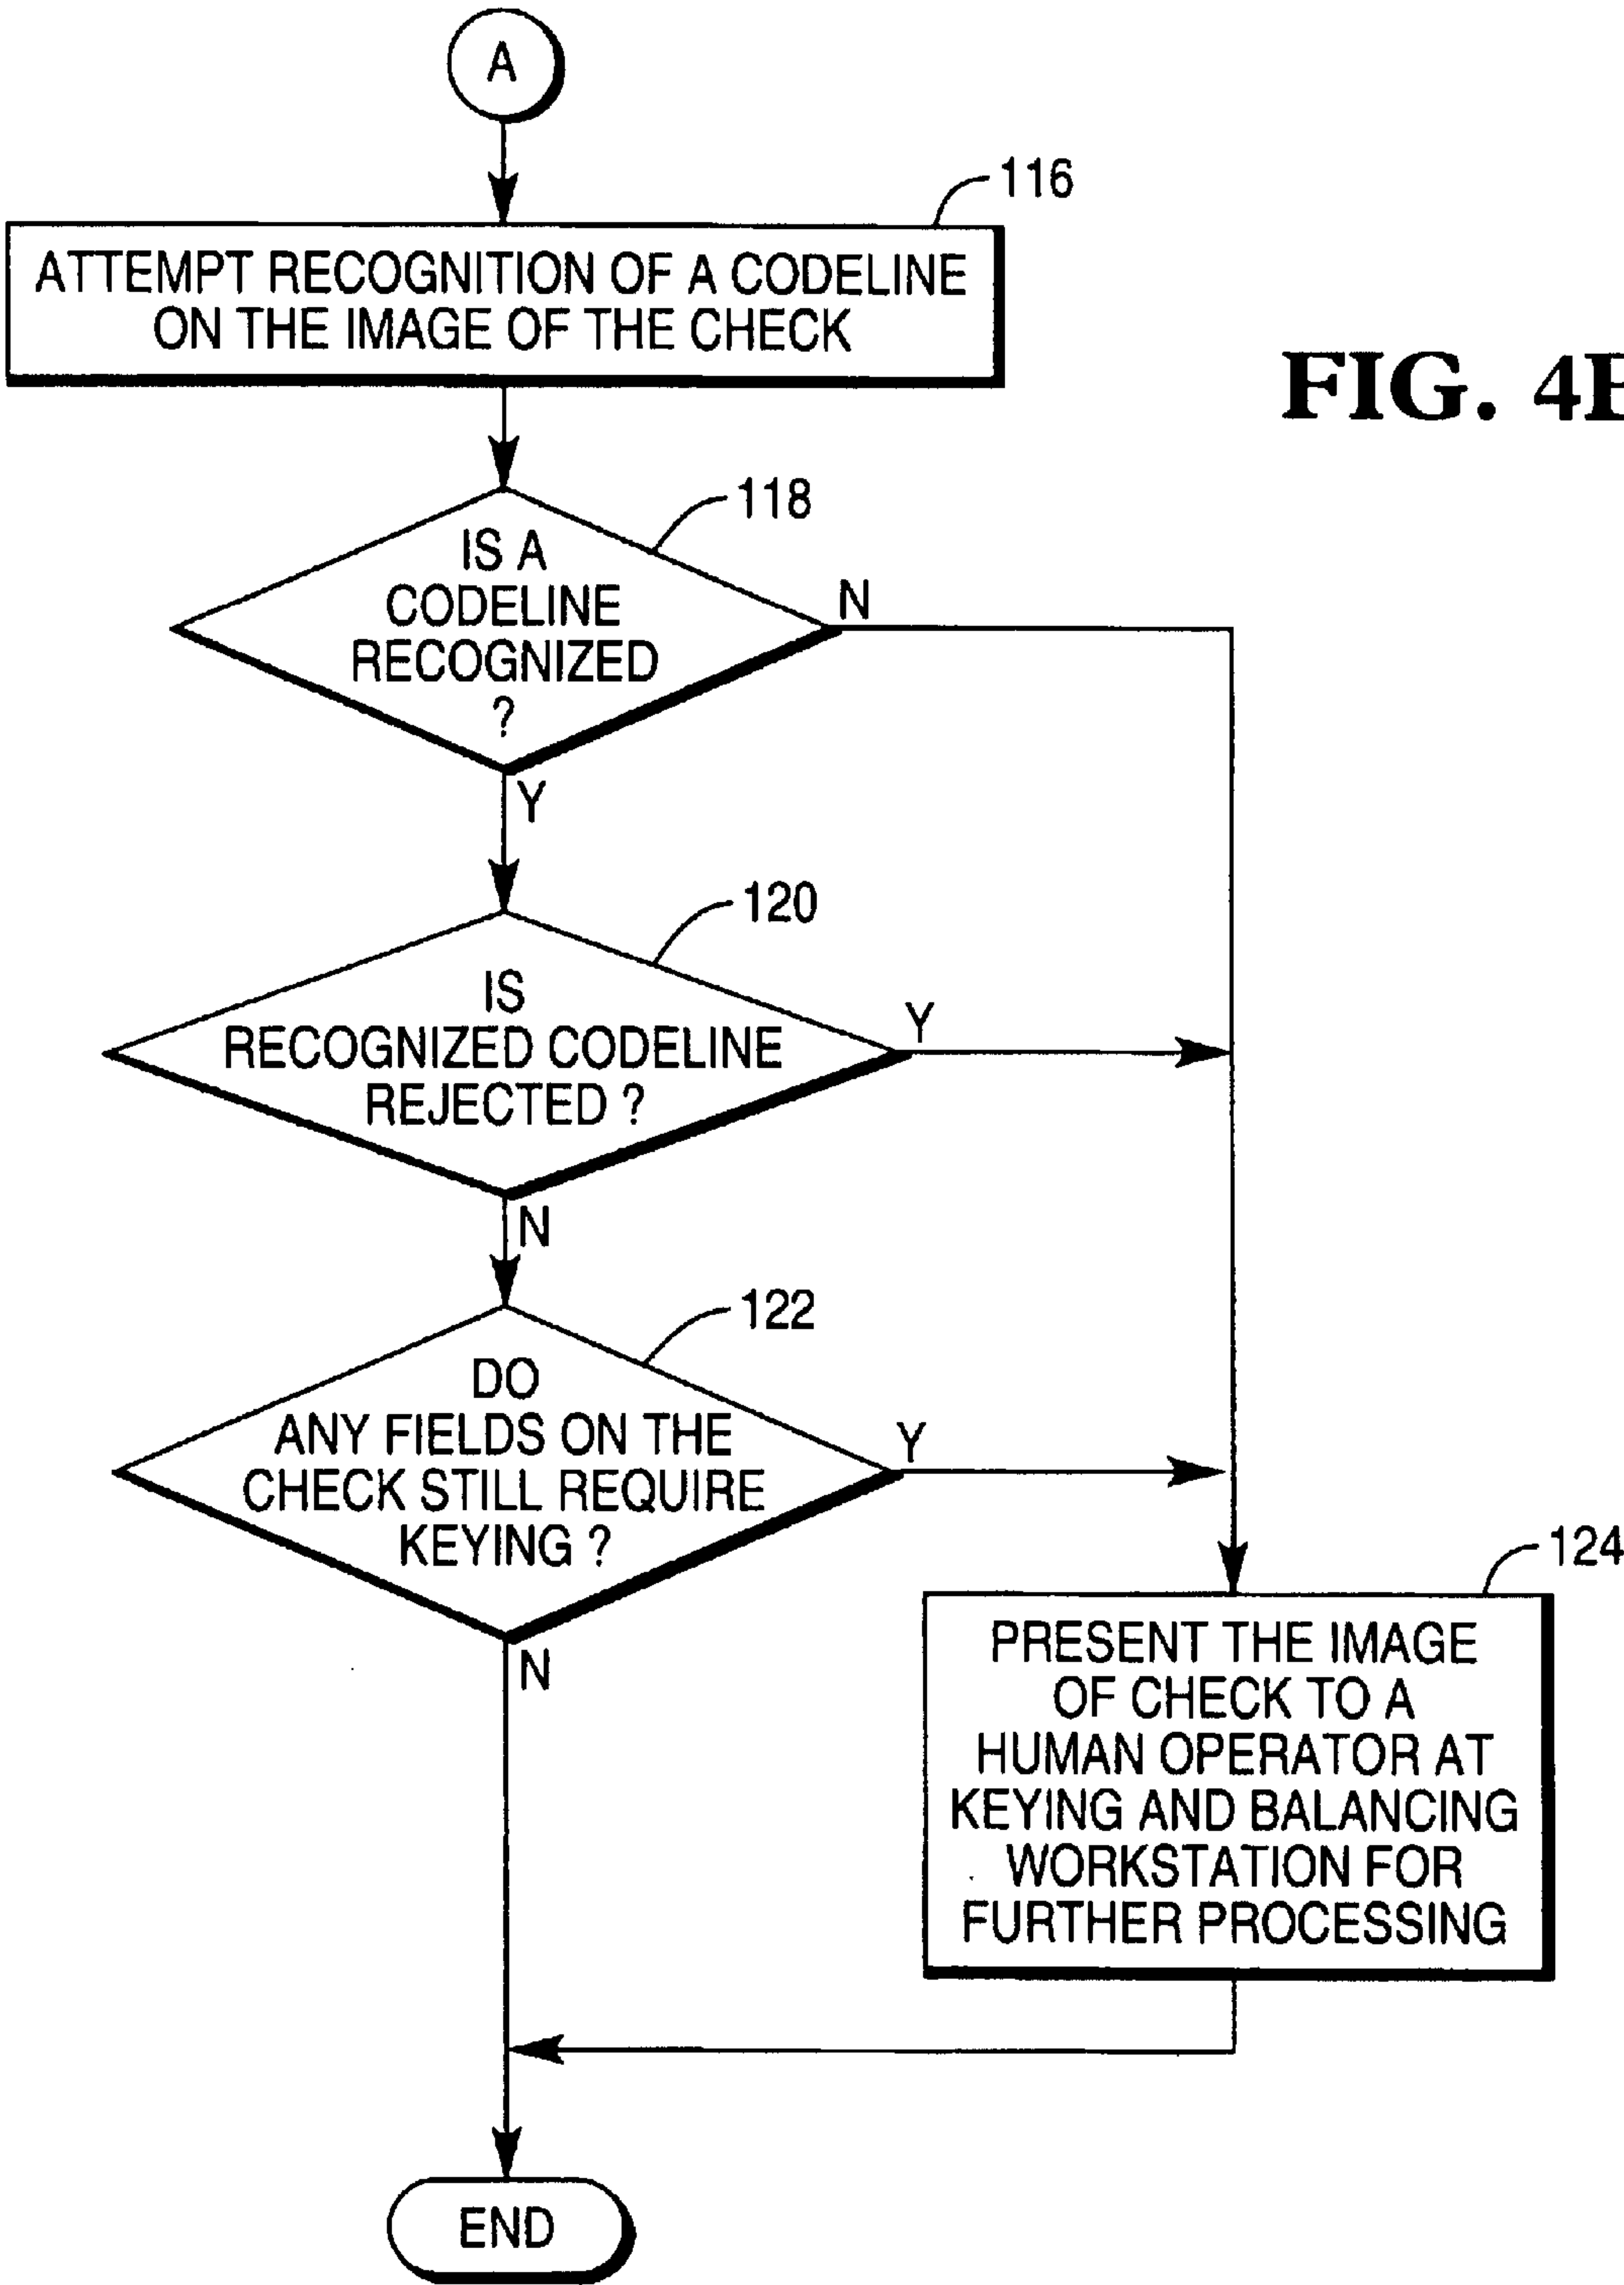 A
116
ATTEMPT RECOGNITION OF A CODELINE
ON THE IMAGE OF THE CHECK
FIG. 4B
118
IS A
CODELINE
RECOGNIZED
?
N
Y
120
IS
RECOGNIZED CODELINE
REJECTED ?
Y
N
122
DO
ANY FIELDS ON THE
CHECK STILL REQUIRE
KEYING ?
Y
N
124
PRESENT THE IMAGE
OF CHECK TO A
HUMAN OPERATOR AT
KEYING AND BALANCING
WORKSTATION FOR
FURTHER PROCESSING
END